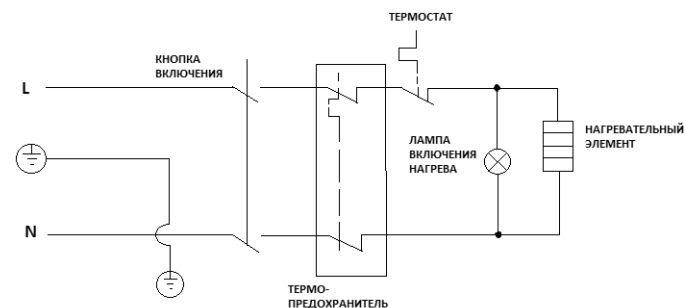 ТЕРМОСТАТ
КНОПКА
ВКЛЮЧЕНИЯ
L
ЛАМПА
ВКЛЮЧЕНИЯ
НАГРЕВА
НАГРЕВАТЕЛЬНЫЙ
ЭЛЕМЕНТ
N
ТЕРМО-
ПРЕДОХРАНИТЕЛЬ